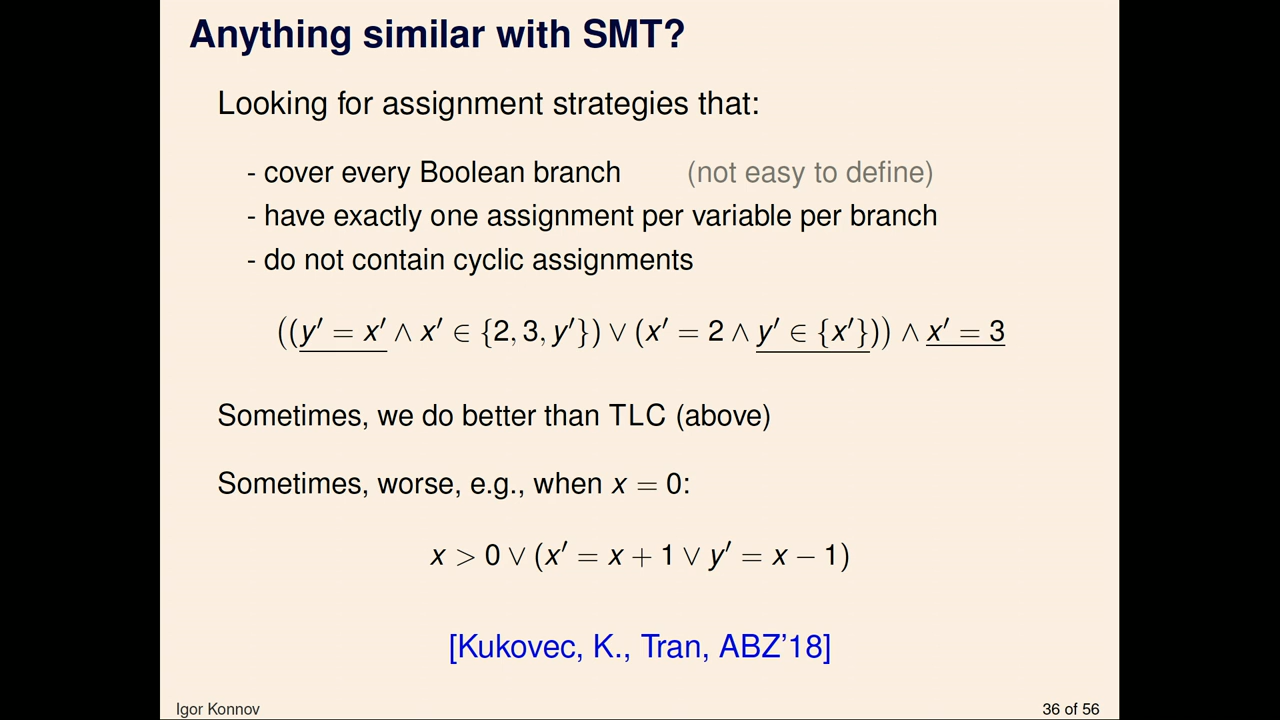 Anything similar with SMT?
Looking for assignment strategies that:
- cover every Boolean branch (not easy to define)
- have exactly one assignment per variable per branch
- do not contain cyclic assignments
((y′ = x′ ∧ x′ ∈ {2, 3, y′}) ∨ (x′ = 2 ∧ y′ ∈ {x′})) ∧ x′ = 3
Sometimes, we do better than TLC (above)
Sometimes, worse, e.g., when x = 0:
x > 0 ∨ (x′ = x + 1 ∨ y′ = x − 1)
[Kukovec, K., Tran, ABZ'18]
Igor Konnov 36 of 56